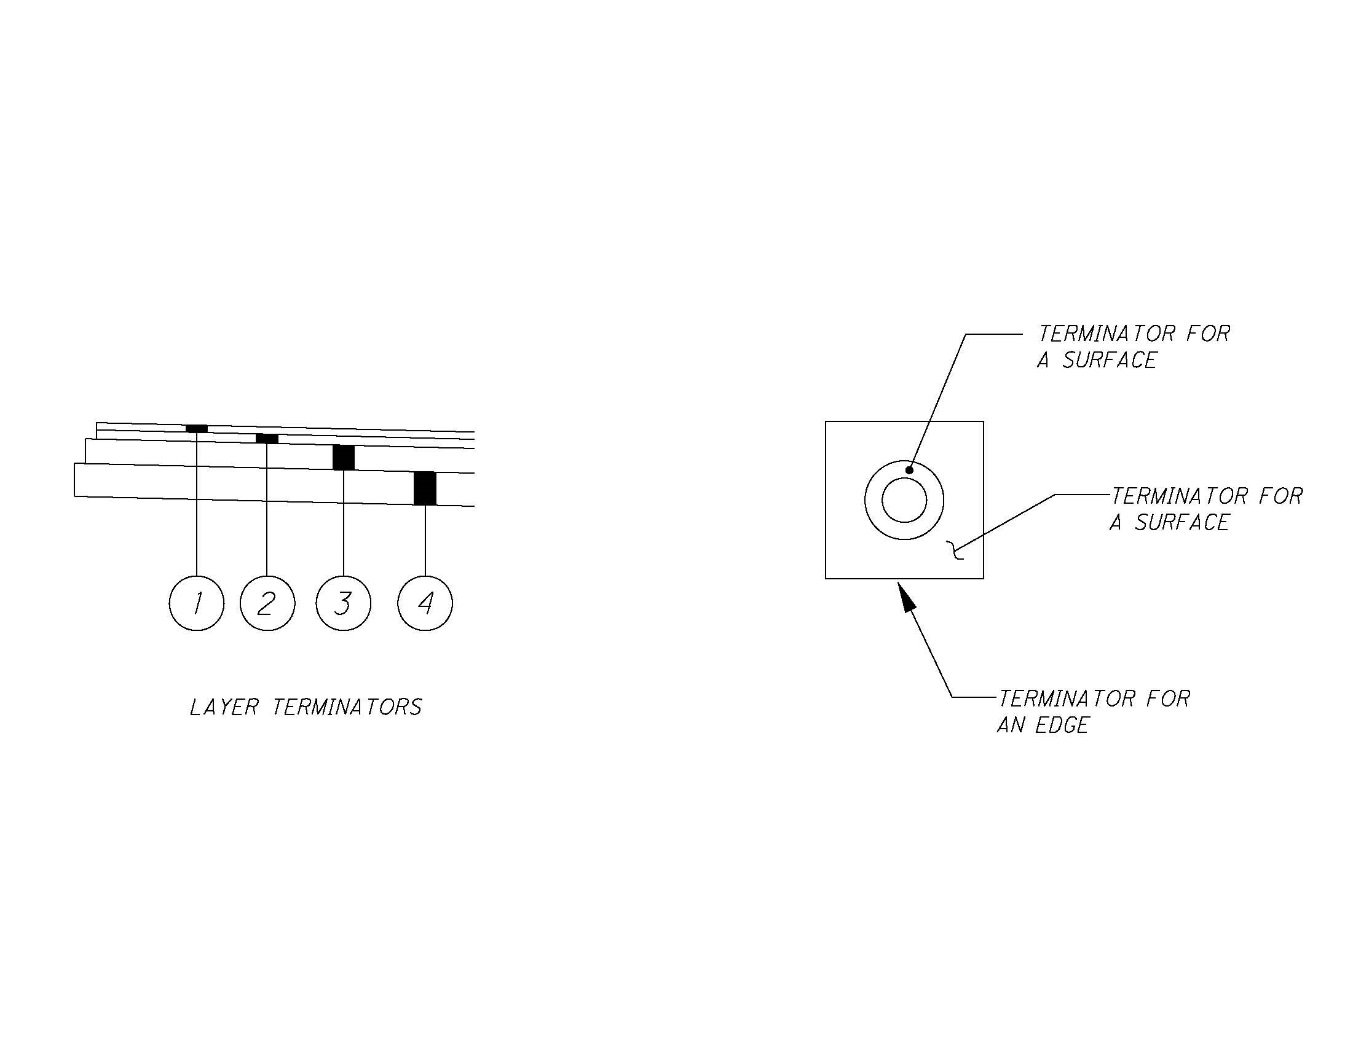 1 2 3 4
LAYER TERMINATORS
TERMINATOR FOR
A SURFACE
TERMINATOR FOR
A SURFACE
TERMINATOR FOR
AN EDGE